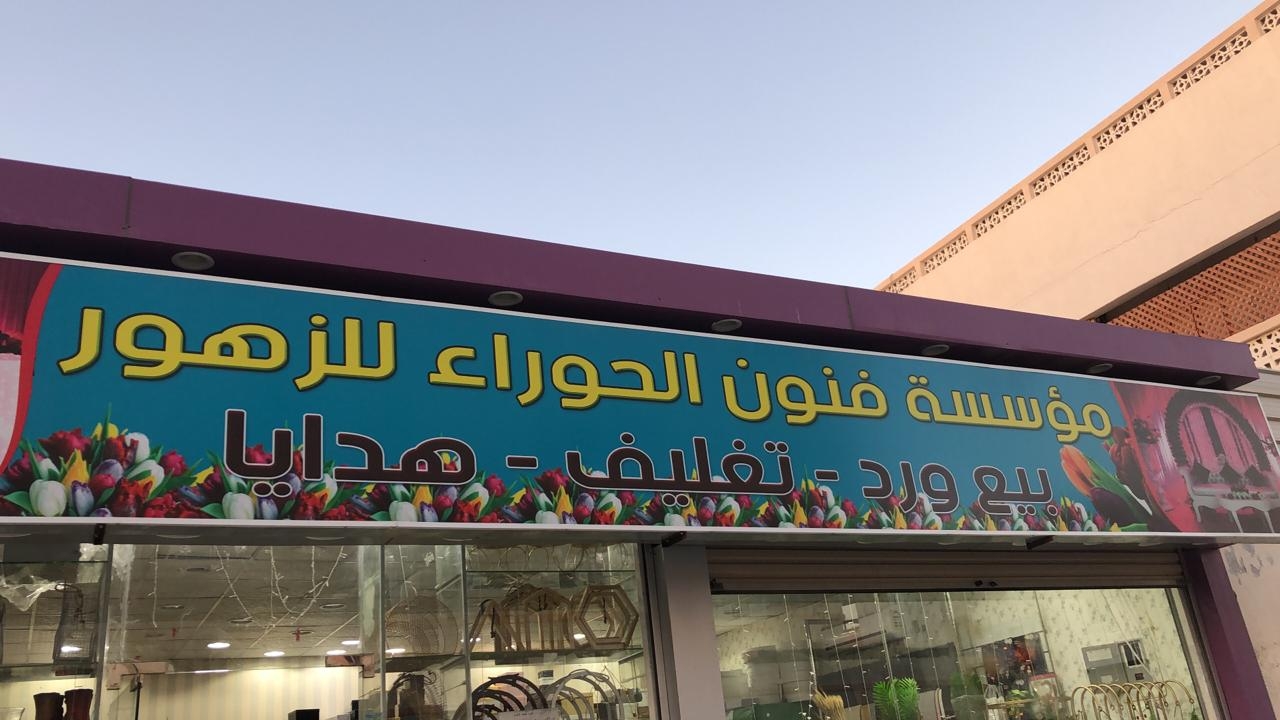 مؤسسة فنون الحوراء للزهور
بيع ورد - تغليف - هدايا